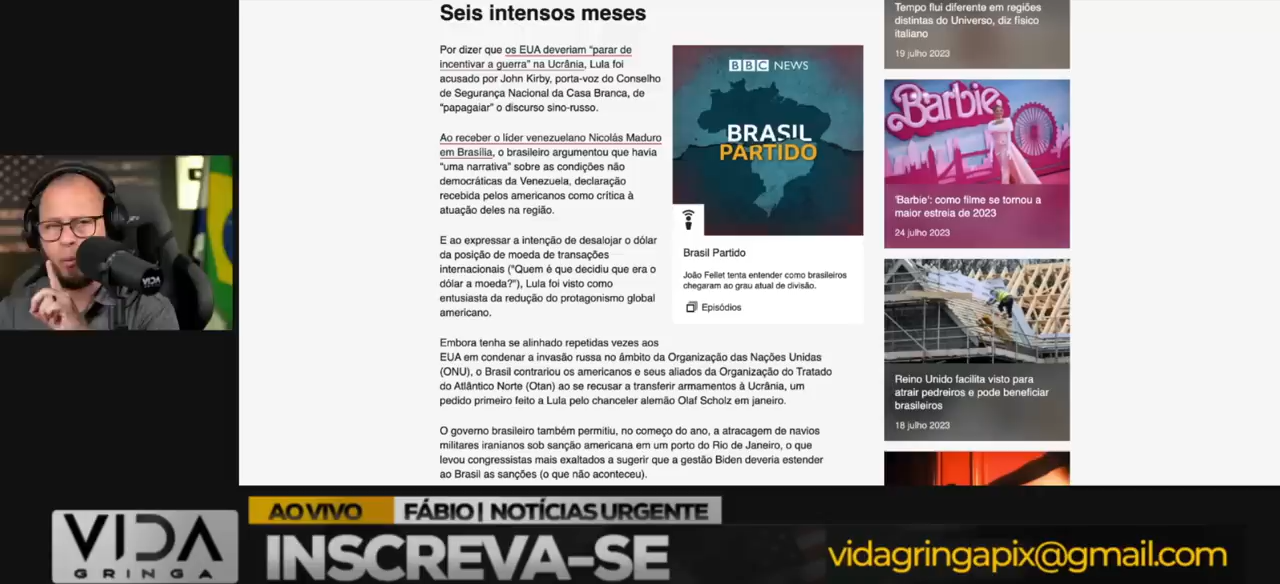 Seis intensos meses
Por dizer que os EUA deveriam “parar de
incentivar a guerra” na Ucrânia, Lula foi
acusado por John Kirby, porta-voz do Conselho
de Segurança Nacional da Casa Branca, de
“papagaiar” o discurso sino-russo.
Ao receber o líder venezuelano Nicolás Maduro
em Brasília, o brasileiro argumentou que havia
“uma narrativa” sobre as condições não
democráticas da Venezuela, declaração
recebida pelos americanos como crítica à
atuação deles na região.
E ao expressar a intenção de desalojar o dólar
da posição de moeda de transações
internacionais ("Quem é que decidiu que era o
dólar a moeda?"), Lula foi visto como
entusiasta da redução do protagonismo global
americano.
Embora tenha se alinhado repetidas vezes aos
EUA em condenar a invasão russa no âmbito da Organização das Nações Unidas
(ONU), o Brasil contrariou os americanos e seus aliados da Organização do Tratado
do Atlântico Norte (Otan) ao se recusar a transferir armamentos à Ucrânia, um
pedido primeiro feito a Lula pelo chanceler alemão Olaf Scholz em janeiro.
O governo brasileiro também permitiu, no começo do ano, a atracagem de navios
militares iranianos sob sanção americana em um porto do Rio de Janeiro, o que
levou congressistas mais exaltados a sugerir que a gestão Biden deveria estender
ao Brasil as sanções (o que não aconteceu).
BBC NEWS
BRASIL
PARTIDO
Brasil Partido
João Fellet tenta entender como brasileiros
chegaram ao grau atual de divisão.
Episódios
Tempo flui diferente em regiões
distintas do Universo, diz físico
italiano
19 julho 2023
Barbie
'Barbie': como filme se tornou a
maior estreia de 2023
24 julho 2023
Reino Unido facilita visto para
atrair pedreiros e pode beneficiar
brasileiros
18 julho 2023
VIDA
VIDA
GRINGA
AO VIVO
FÁBIO | NOTÍCIAS URGENTE
INSCREVA-SE
vidagringapix@gmail.com